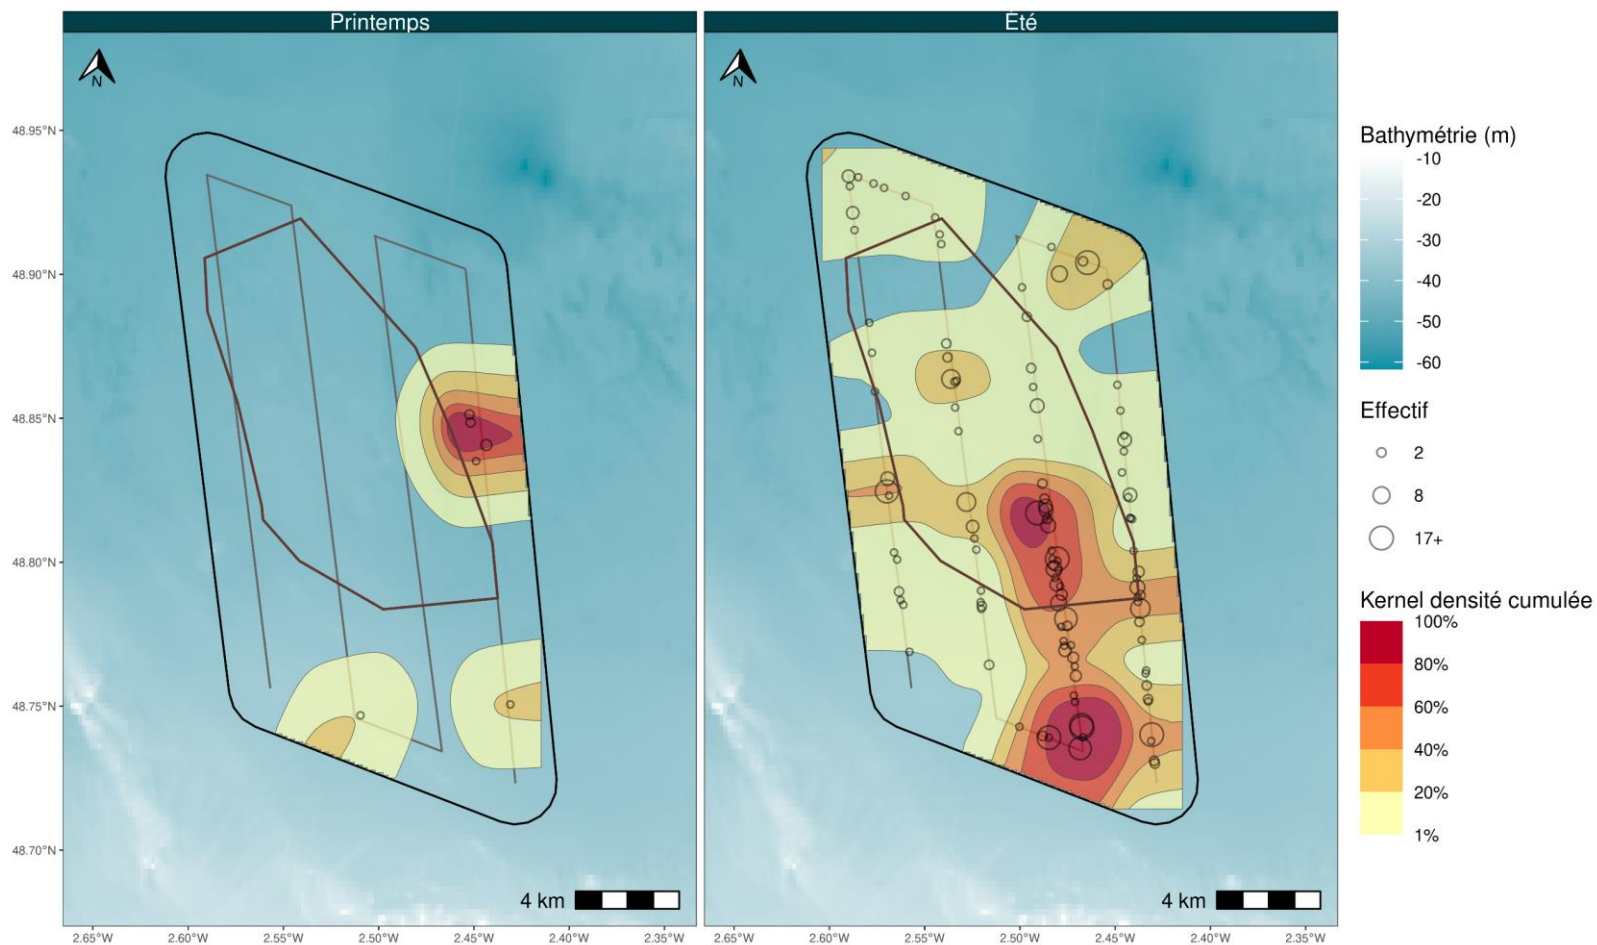 Printemps
Été
N
N
48.95°N
48.90°N
48.85°N
48.80°N
48.75°N
48.70°N
4 km
4 km
2.65°W 2.60°W 2.55°W 2.50°W 2.45°W 2.40°W 2.35°W
2.65°W 2.60°W 2.55°W 2.50°W 2.45°W 2.40°W 2.35°W
Bathymétrie (m)
-10
-20
-30
-40
-50
-60
Effectif
2
8
17+
Kernel densité cumulée
100%
80%
60%
40%
20%
1%